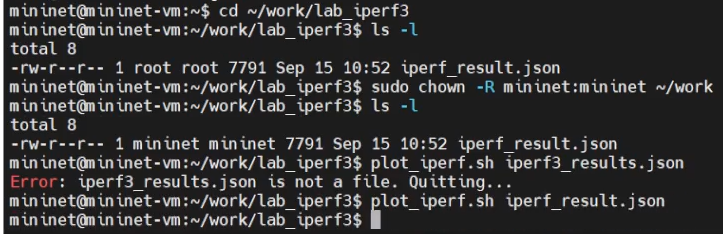 mininet@mininet-vm:~$ cd ~/work/lab_iperf3
mininet@mininet-vm:~/work/lab_iperf3$ ls -l
total 8
-rw-r--r-- 1 root root 7791 Sep 15 10:52 iperf_result.json
mininet@mininet-vm:~/work/lab_iperf3$ sudo chown -R mininet:mininet ~/work
mininet@mininet-vm:~/work/lab_iperf3$ ls -l
total 8
-rw-r--r-- 1 mininet mininet 7791 Sep 15 10:52 iperf_result.json
mininet@mininet-vm:~/work/lab_iperf3$ plot_iperf.sh iperf3_results.json
Error: iperf3_results.json is not a file. Quitting...
mininet@mininet-vm:~/work/lab_iperf3$ plot_iperf.sh iperf_result.json
mininet@mininet-vm:~/work/lab_iperf3$